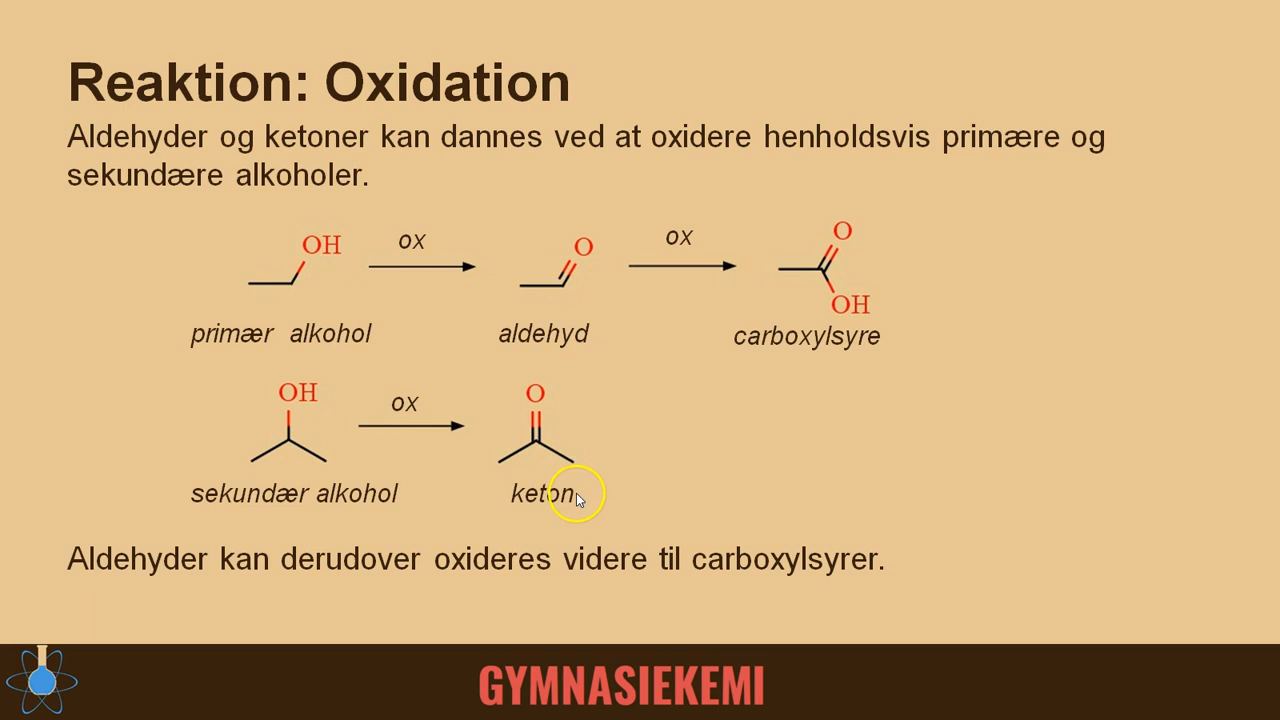 Reaktion: Oxidation
Aldehyder og ketoner kan dannes ved at oxidere henholdsvis primære og
sekundære alkoholer.
OH ox O ox O
OH
primær alkohol aldehyd carboxylsyre
OH ox O
sekundær alkohol keton
Aldehyder kan derudover oxideres videre til carboxylsyrer.
GYMNASIEKEMI